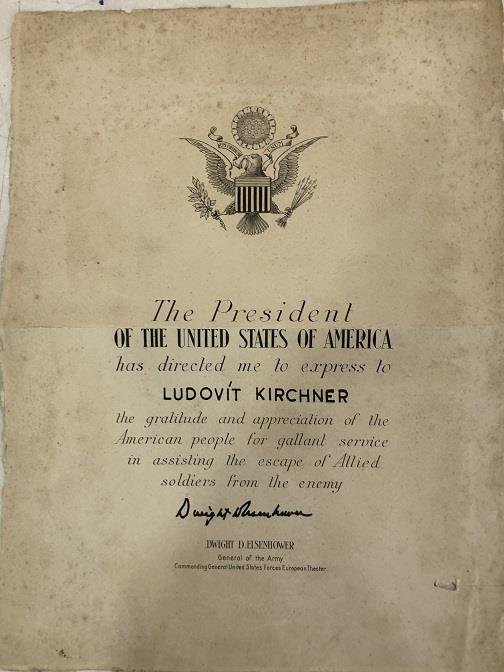 The President
OF THE UNITED STATES OF AMERICA
has directed me to express to
LUDOVÍT KIRCHNER
the gratitude and appreciation of the
American people for gallant service
in assisting the escape of Allied
soldiers from the enemy
Dwight D Eisenhower
DWIGHT D. EISENHOWER
General of the Army
Commanding General United States Forces European Theater